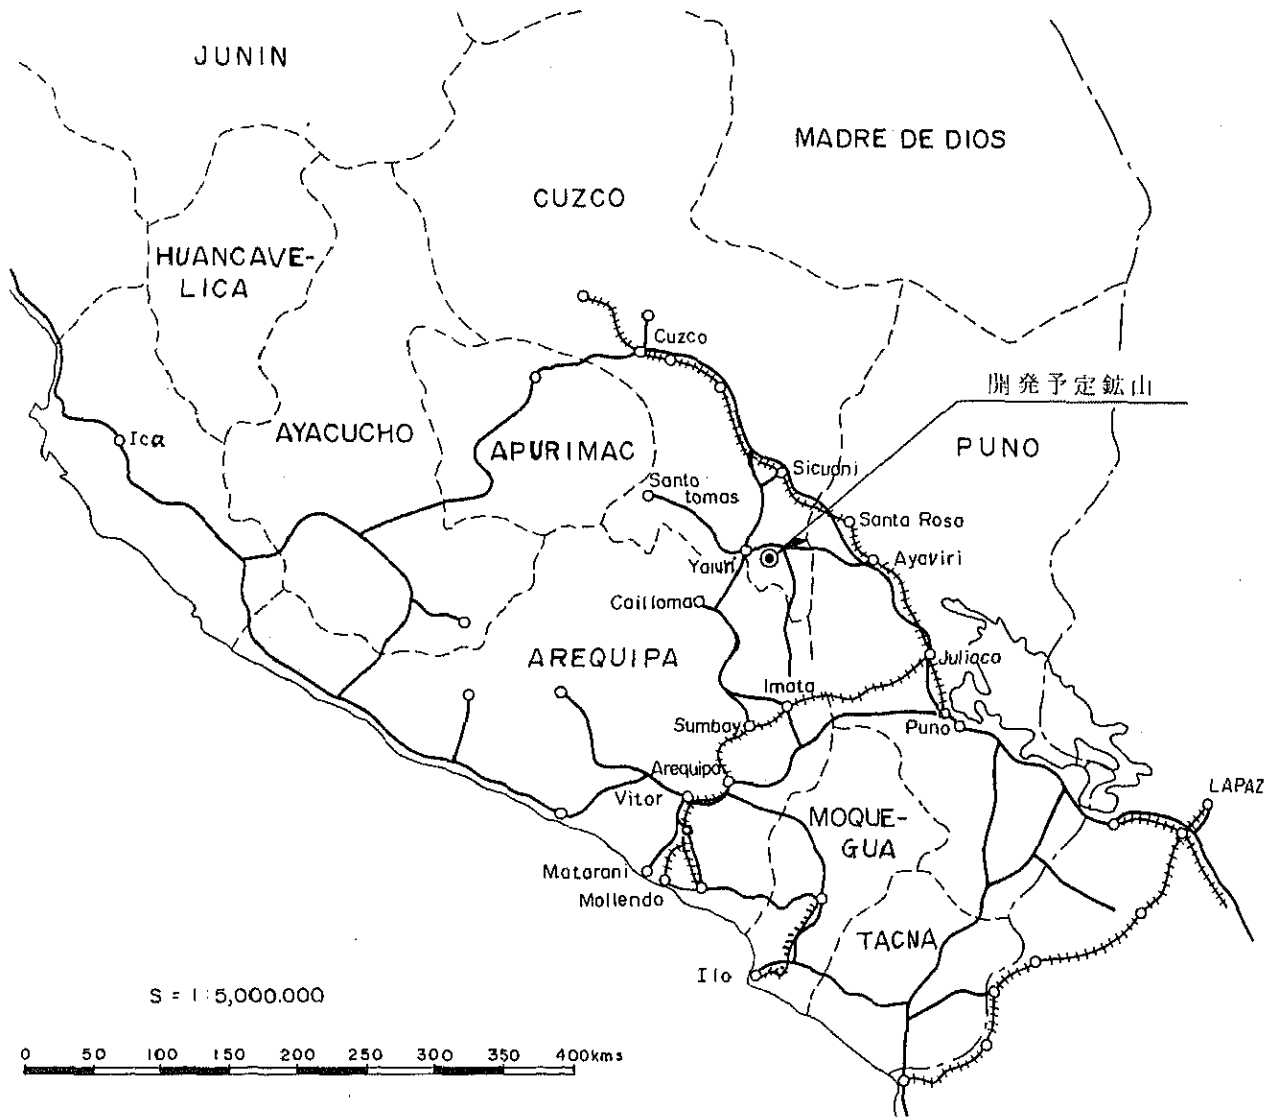 JUNIN
MADRE DE DIOS
CUZCO
HUANCAVE-
LICA
Cuzco
開発予定鉱山
Ica
AYACUCHO
APURIMAC
PUNO
Sicuani
Santo
tomas
Santa Rosa
Yauri
Ayaviri
Cailloma
AREQUIPA
Juliaca
Imata
Sumbay
Puno
Arequipa
Vitor
LAPAZ
MOQUE-
GUA
Matarani
Mollendo
TACNA
Ilo
S = 1:5,000.000
0 50 100 150 200 250 300 350 400kms